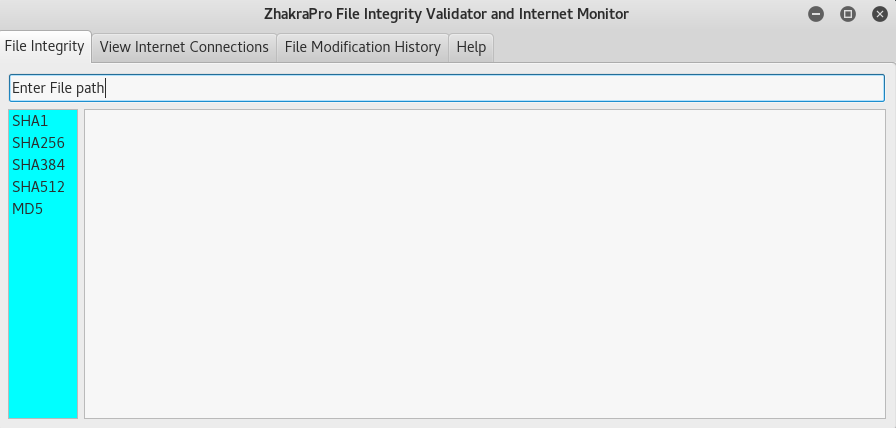 ZhakraPro File Integrity Validator and Internet Monitor
File Integrity View Internet Connections File Modification History Help
Enter File path
SHA1
SHA256
SHA384
SHA512
MD5